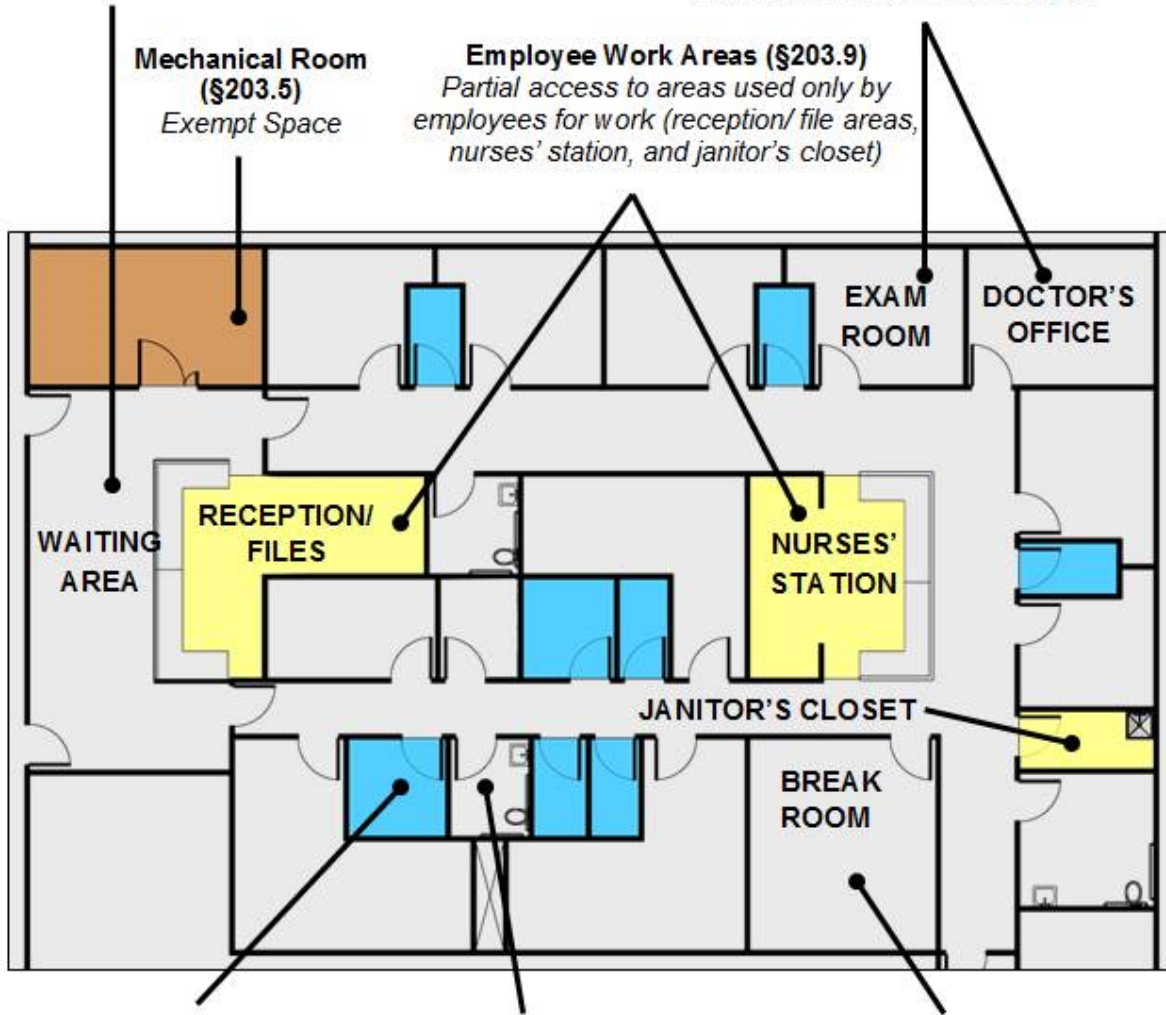 Mechanical Room
(§203.5)
Exempt Space
Employee Work Areas (§203.9)
Partial access to areas used only by
employees for work (reception/ file areas,
nurses' station, and janitor's closet)
EXAM
ROOM
DOCTOR'S
OFFICE
RECEPTION/
FILES
WAITING
AREA
NURSES'
STATION
JANITOR'S CLOSET
BREAK
ROOM